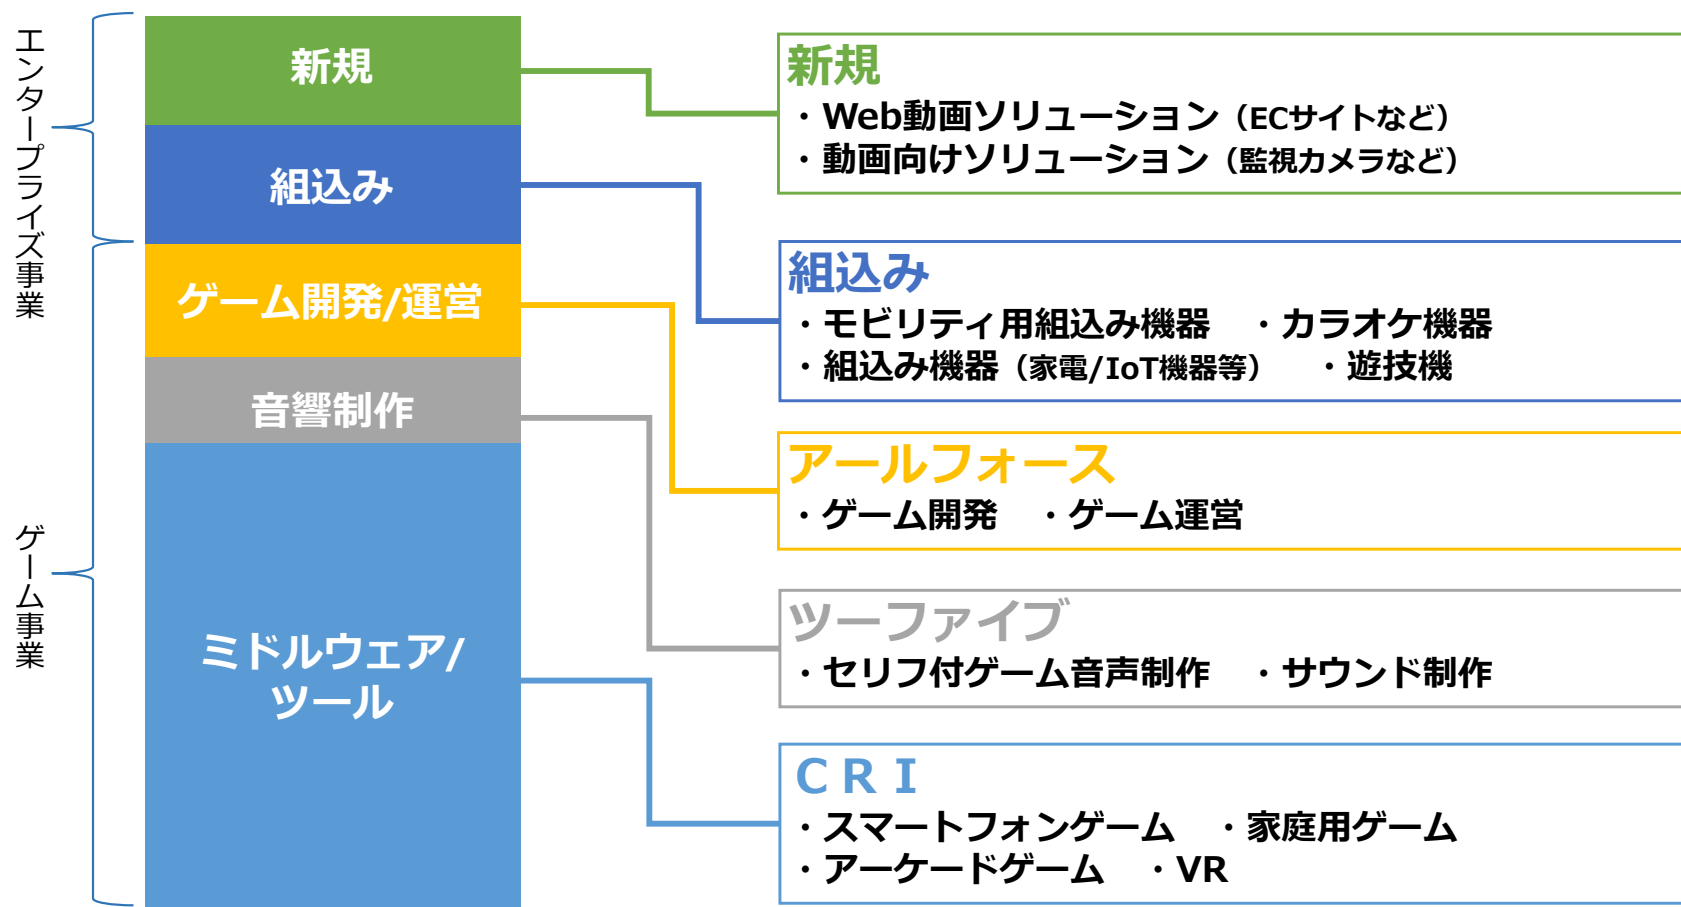 エンタープライズ事業
ゲーム事業
新規
組込み
ゲーム開発/運営
音響制作
ミドルウェア/
ツール
新規
・Web動画ソリューション（ECサイトなど）
・動画向けソリューション（監視カメラなど）
組込み
・モビリティ用組込み機器　・カラオケ機器
・組込み機器（家電/IoT機器等）　・遊技機
アールフォース
・ゲーム開発　・ゲーム運営
ツーファイブ
・セリフ付ゲーム音声制作　・サウンド制作
ＣＲＩ
・スマートフォンゲーム　・家庭用ゲーム
・アーケードゲーム　・VR